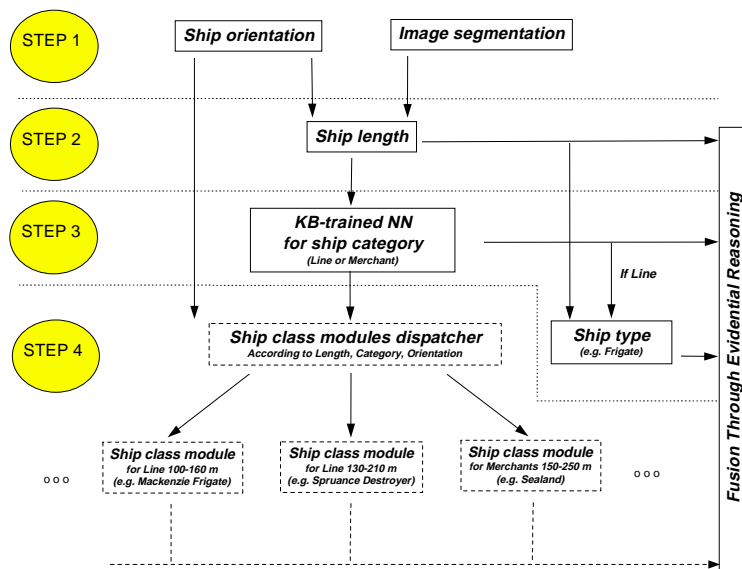 STEP 1
Ship orientation
Image segmentation
STEP 2
Ship length
STEP 3
KB-trained NN
for ship category
(Line or Merchant)
If Line
STEP 4
Ship class modules dispatcher
According to Length, Category, Orientation
Ship type
(e.g. Frigate)
Fusion Through Evidential Reasoning
o o o
Ship class module
for Line 100-160 m
(e.g. Mackenzie Frigate)
Ship class module
for Line 130-210 m
(e.g. Spruance Destroyer)
Ship class module
for Merchants 150-250 m
(e.g. Sealand)
o o o